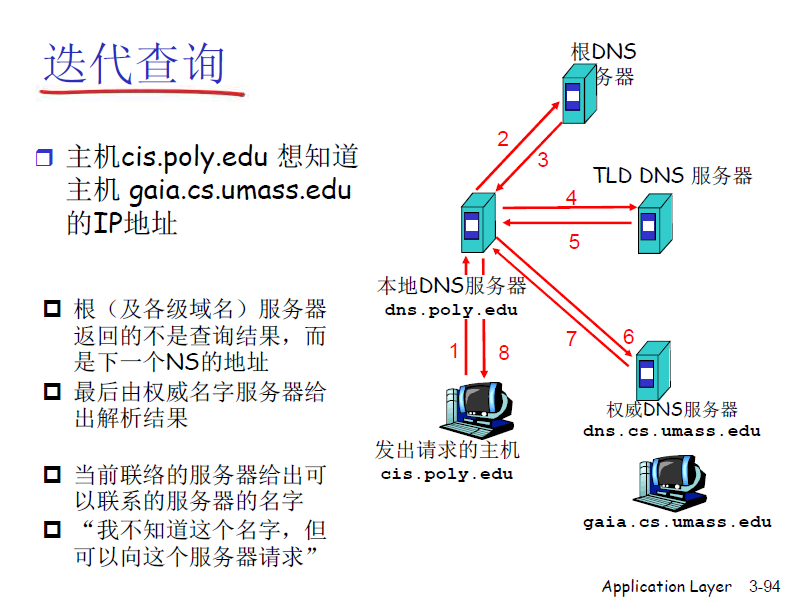 迭代查询
主机cis.poly.edu 想知道
主机 gaia.cs.umass.edu
的IP地址
根（及各级域名）服务器
返回的不是查询结果，而
是下一个NS的地址
最后由权威名字服务器给
出解析结果
当前联络的服务器给出可
以联系的服务器的名字
“我不知道这个名字，但
可以向这个服务器请求”
根DNS
务器
2
3
TLD DNS 服务器
4
5
本地DNS服务器
dns.poly.edu
1
8
7
6
权威DNS服务器
dns.cs.umass.edu
发出请求的主机
cis.poly.edu
gaia.cs.umass.edu
Application Layer 3-94